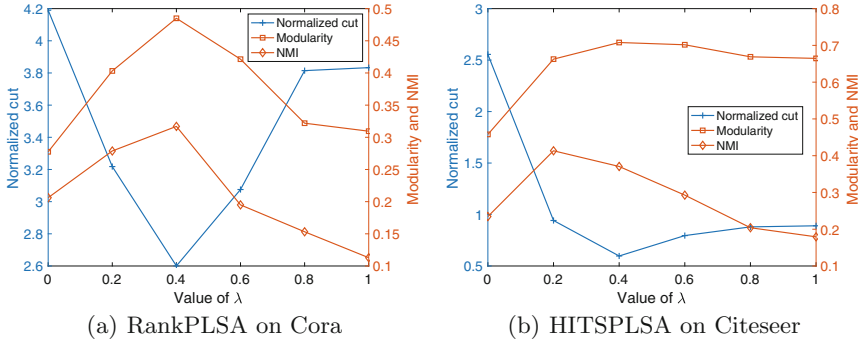 4.2
4
3.8
3.6
3.4
3.2
3
2.8
2.6
Normalized cut
Normalized cut
Modularity
NMI
0.5
0.45
0.4
0.35
0.3
0.25
0.2
0.15
0.1
Modularity and NMI
0 0.2 0.4 0.6 0.8 1
Value of λ
(a) RankPLSA on Cora
3
2.5
2
1.5
1
0.5
Normalized cut
Normalized cut
Modularity
NMI
0.8
0.7
0.6
0.5
0.4
0.3
0.2
0.1
Modularity and NMI
0 0.2 0.4 0.6 0.8 1
Value of λ
(b) HITSPLSA on Citeseer